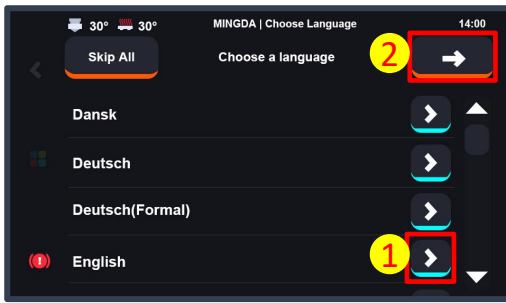 30° 30° MINGDA | Choose Language 14:00
Skip All Choose a language 2
Dansk
Deutsch
Deutsch(Formal)
English 1